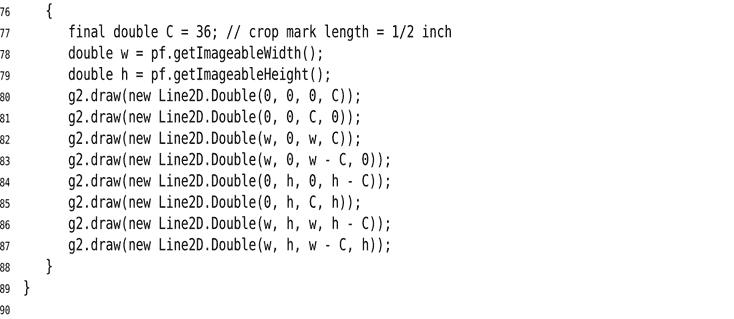 76    {
77       final double C = 36; // crop mark length = 1/2 inch
78       double w = pf.getImageableWidth();
79       double h = pf.getImageableHeight();
80       g2.draw(new Line2D.Double(0, 0, 0, C));
81       g2.draw(new Line2D.Double(0, 0, C, 0));
82       g2.draw(new Line2D.Double(w, 0, w, C));
83       g2.draw(new Line2D.Double(w, 0, w - C, 0));
84       g2.draw(new Line2D.Double(0, h, 0, h - C));
85       g2.draw(new Line2D.Double(0, h, C, h));
86       g2.draw(new Line2D.Double(w, h, w, h - C));
87       g2.draw(new Line2D.Double(w, h, w - C, h));
88    }
89 }
90